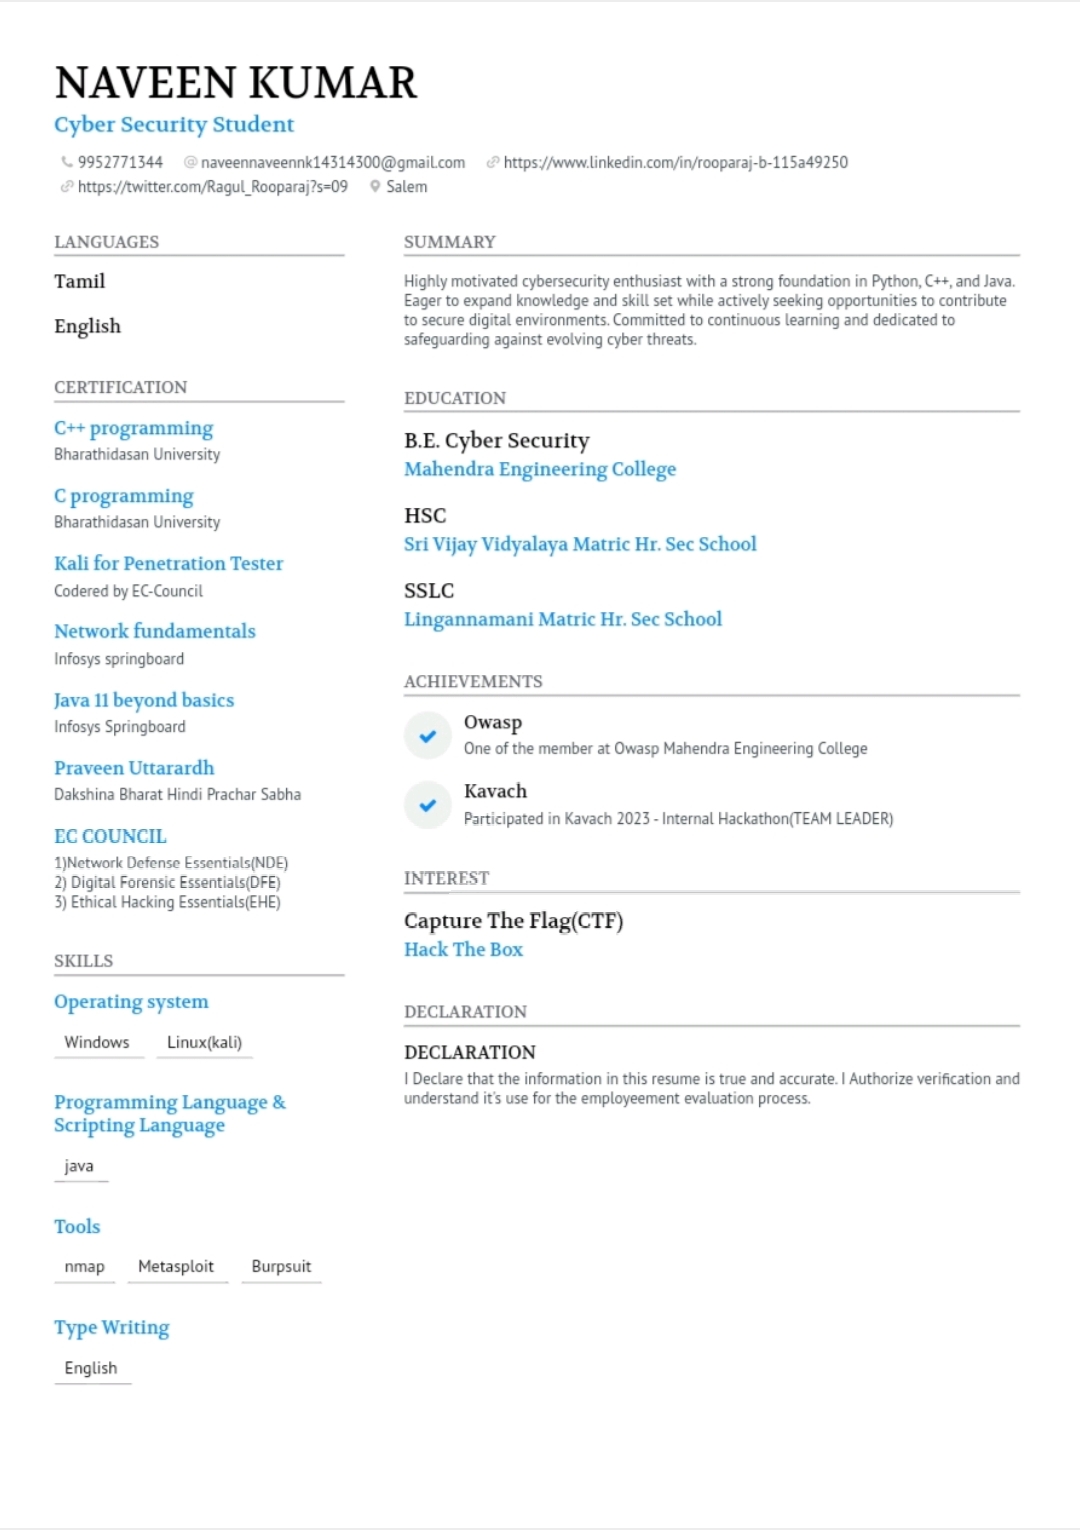 NAVEEN KUMAR
Cyber Security Student
9952771344 naveennaveennk14314300@gmail.com https://www.linkedin.com/in/rooparaj-b-115a49250
https://twitter.com/Ragul_Rooparaj?s=09 Salem
LANGUAGES
Tamil
English
CERTIFICATION
C++ programming
Bharathidasan University
C programming
Bharathidasan University
Kali for Penetration Tester
Codered by EC-Council
Network fundamentals
Infosys springboard
Java 11 beyond basics
Infosys Springboard
Praveen Uttarardh
Dakshina Bharat Hindi Prachar Sabha
EC COUNCIL
1)Network Defense Essentials(NDE)
2) Digital Forensic Essentials(DFE)
3) Ethical Hacking Essentials(EHE)
SKILLS
Operating system
Windows Linux(kali)
Programming Language &
Scripting Language
java
Tools
nmap Metasploit Burpsuit
Type Writing
English
SUMMARY
Highly motivated cybersecurity enthusiast with a strong foundation in Python, C++, and Java.
Eager to expand knowledge and skill set while actively seeking opportunities to contribute
to secure digital environments. Committed to continuous learning and dedicated to
safeguarding against evolving cyber threats.
EDUCATION
B.E. Cyber Security
Mahendra Engineering College
HSC
Sri Vijay Vidyalaya Matric Hr. Sec School
SSLC
Lingannamani Matric Hr. Sec School
ACHIEVEMENTS
Owasp
One of the member at Owasp Mahendra Engineering College
Kavach
Participated in Kavach 2023 - Internal Hackathon(TEAM LEADER)
INTEREST
Capture The Flag(CTF)
Hack The Box
DECLARATION
DECLARATION
I Declare that the information in this resume is true and accurate. I Authorize verification and
understand it's use for the employeement evaluation process.